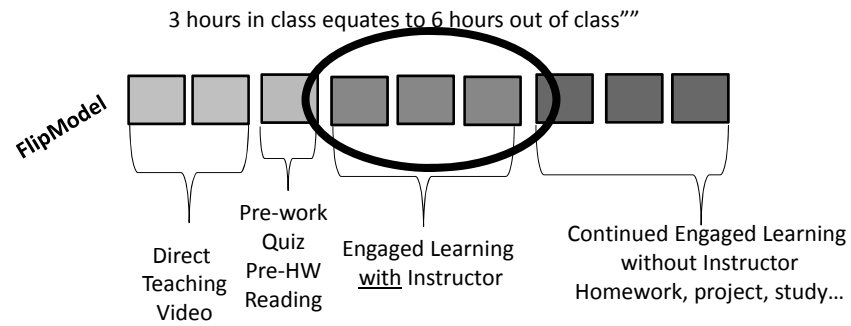 3 hours in class equates to 6 hours out of class””
FlipModel
Direct
Teaching
Video
Pre-work
Quiz
Pre-HW
Reading
Engaged Learning
with Instructor
Continued Engaged Learning
without Instructor
Homework, project, study…